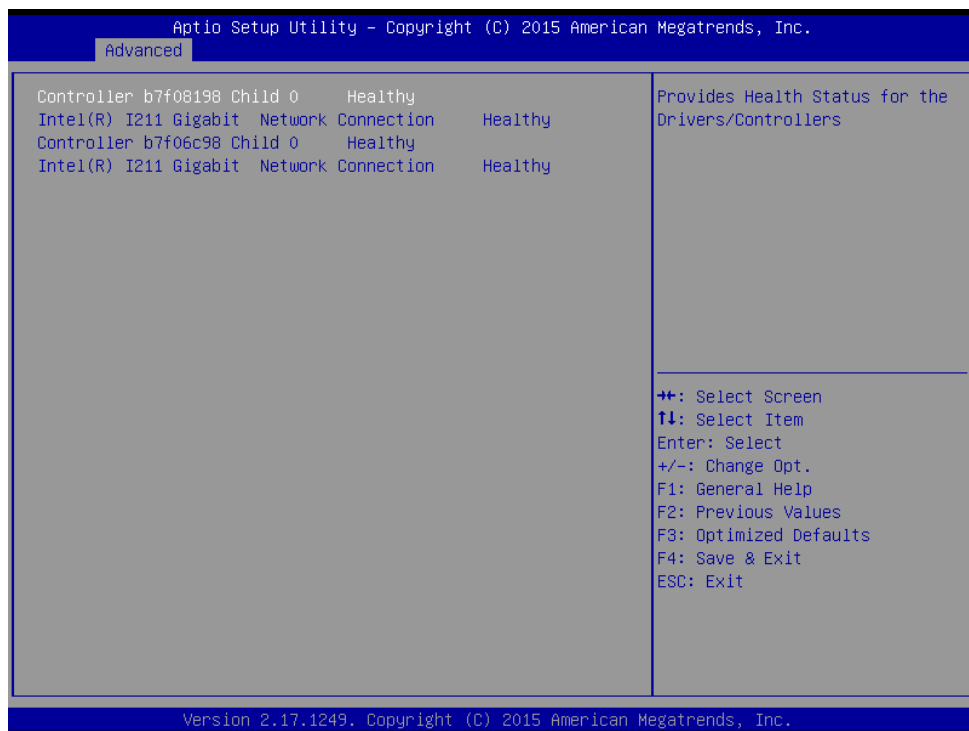 Aptio Setup Utility – Copyright (C) 2015 American Megatrends, Inc.
Advanced
Controller b7f08198 Child 0 Healthy
Intel(R) I211 Gigabit Network Connection Healthy
Controller b7f06c98 Child 0 Healthy
Intel(R) I211 Gigabit Network Connection Healthy
Provides Health Status for the
Drivers/Controllers
→←: Select Screen
↑↓: Select Item
Enter: Select
+/-: Change Opt.
F1: General Help
F2: Previous Values
F3: Optimized Defaults
F4: Save & Exit
ESC: Exit
Version 2.17.1249. Copyright (C) 2015 American Megatrends, Inc.